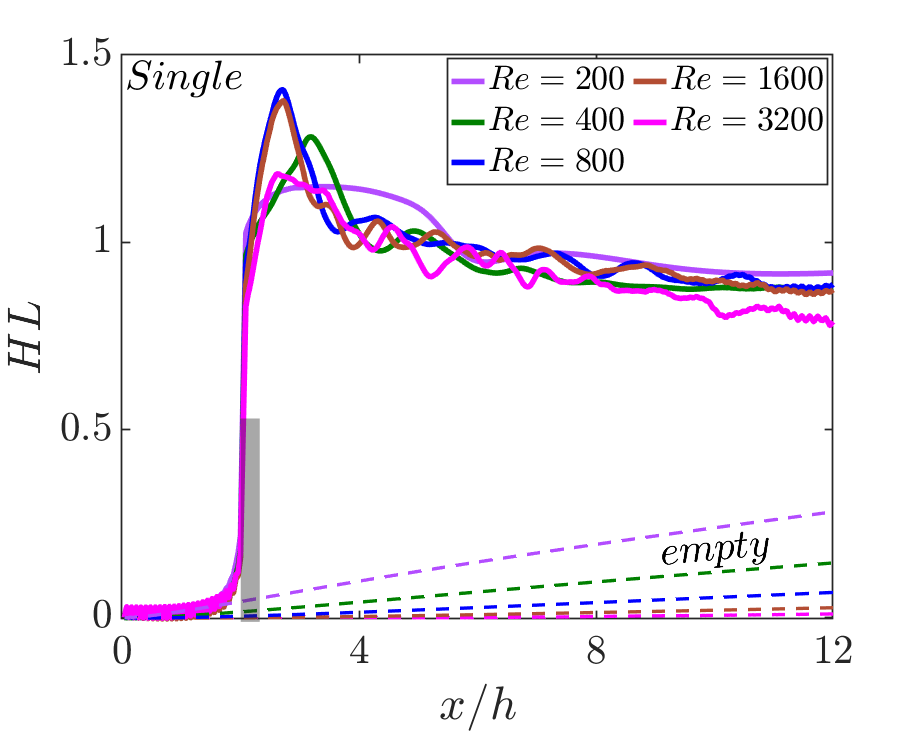 1.5
Single
Re = 200 Re = 1600
Re = 400 Re = 3200
Re = 800
1
HL
0.5
empty
0
0 4 8 12
x/h